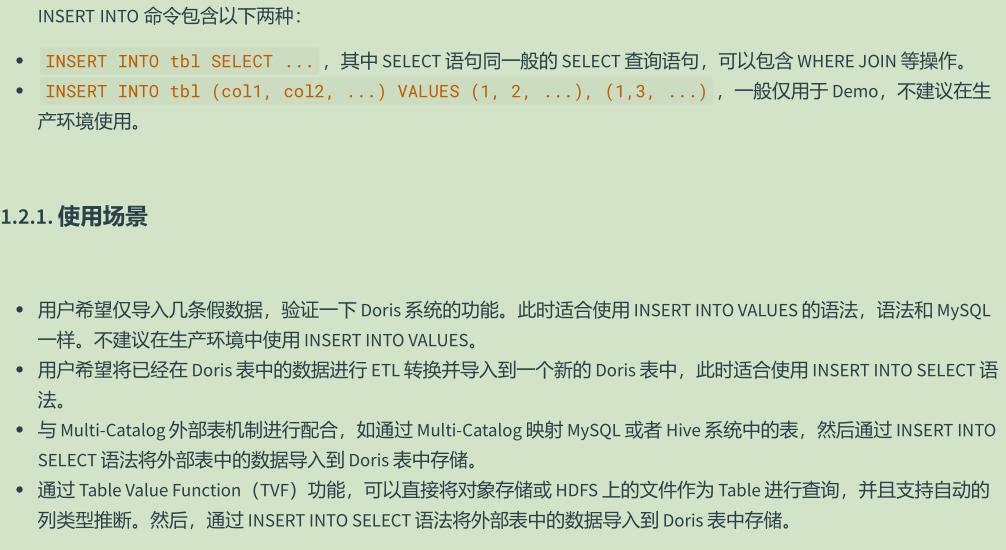 INSERT INTO 命令包含以下两种：
• INSERT INTO tbl SELECT ... ，其中 SELECT 语句同一般的 SELECT 查询语句，可以包含 WHERE JOIN 等操作。
• INSERT INTO tbl (col1, col2, ...) VALUES (1, 2, ...), (1,3, ...) ，一般仅用于 Demo，不建议在生
产环境使用。
1.2.1. 使用场景
• 用户希望仅导入几条假数据，验证一下 Doris 系统的功能。此时适合使用 INSERT INTO VALUES 的语法，语法和 MySQL
一样。不建议在生产环境中使用 INSERT INTO VALUES。
• 用户希望将已经在 Doris 表中的数据进行 ETL 转换并导入到一个新的 Doris 表中，此时适合使用 INSERT INTO SELECT 语
法。
• 与 Multi-Catalog 外部表机制进行配合，如通过 Multi-Catalog 映射 MySQL 或者 Hive 系统中的表，然后通过 INSERT INTO
SELECT 语法将外部表中的数据导入到 Doris 表中存储。
• 通过 Table Value Function（TVF）功能，可以直接将对象存储或 HDFS 上的文件作为 Table 进行查询，并且支持自动的
列类型推断。然后，通过 INSERT INTO SELECT 语法将外部表中的数据导入到 Doris 表中存储。